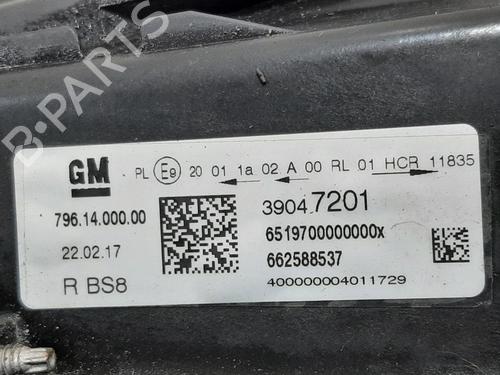 B-PARTS
GM
PL E9 20 01 1a 02 A 00 RL 01 HCR 11835
796.14.000.00
3904 7201
22.02.17
6519700000000x
R BS8
662588537
400000004011729